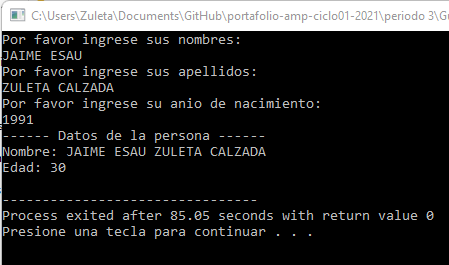 C:\Users\Zuleta\Documents\GitHub\portafolio-amp-ciclo01-2021\periodo 3\Gu
Por favor ingrese sus nombres:
JAIME ESAU
Por favor ingrese sus apellidos:
ZULETA CALZADA
Por favor ingrese su anio de nacimiento:
1991
------ Datos de la persona ------
Nombre: JAIME ESAU ZULETA CALZADA
Edad: 30
--------------------------------
Process exited after 85.05 seconds with return value 0
Presione una tecla para continuar . . .